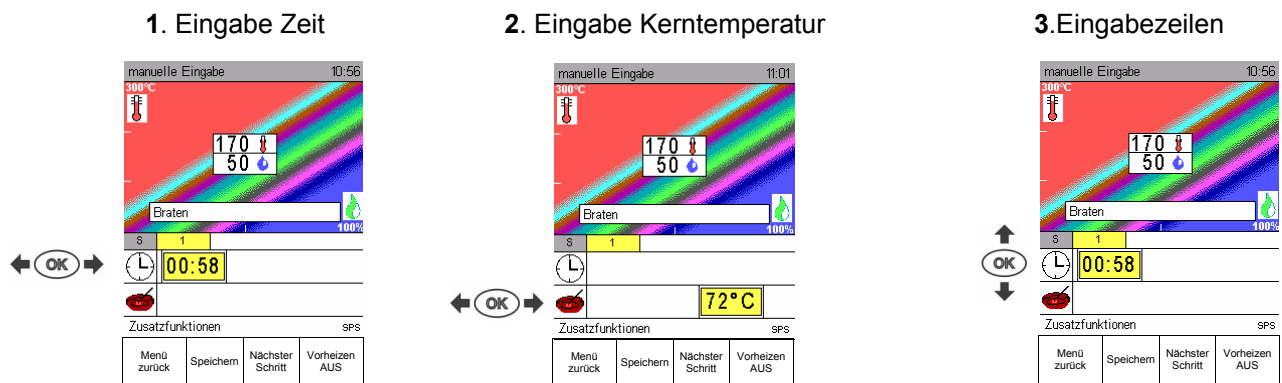 1. Eingabe Zeit
manuelle Eingabe 10:56
300°C
170
50
Braten
100%
S 1
OK
00:58
Zusatzfunktionen SPS
Menü zurück Speichern Nächster Schritt Vorheizen AUS
2. Eingabe Kerntemperatur
manuelle Eingabe 11:01
300°C
170
50
Braten
100%
S 1
OK
72°C
Zusatzfunktionen SPS
Menü zurück Speichern Nächster Schritt Vorheizen AUS
3.Eingabezeilen
manuelle Eingabe 10:56
300°C
170
50
Braten
100%
S 1
OK
00:58
Zusatzfunktionen SPS
Menü zurück Speichern Nächster Schritt Vorheizen AUS